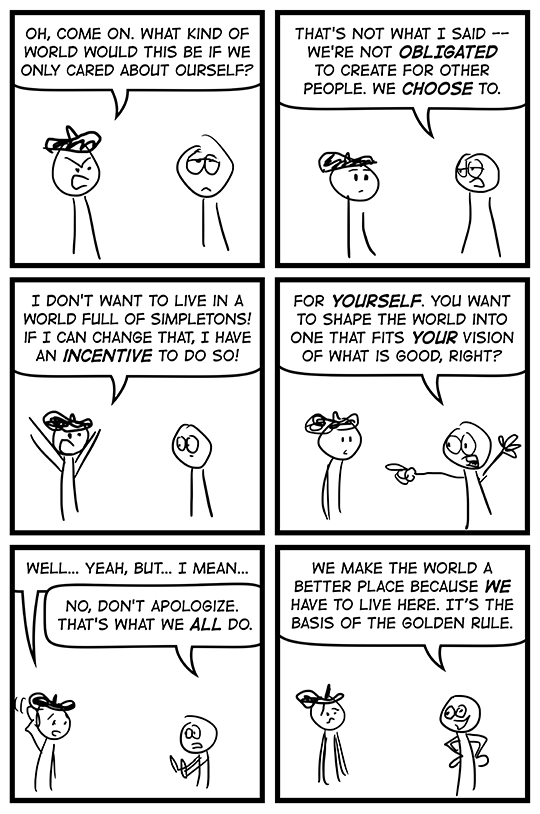 OH, COME ON. WHAT KIND OF
WORLD WOULD THIS BE IF WE
ONLY CARED ABOUT OURSELF?
THAT'S NOT WHAT I SAID --
WE'RE NOT OBLIGATED
TO CREATE FOR OTHER
PEOPLE. WE CHOOSE TO.
I DON'T WANT TO LIVE IN A
WORLD FULL OF SIMPLETONS!
IF I CAN CHANGE THAT, I HAVE
AN INCENTIVE TO DO SO!
FOR YOURSELF. YOU WANT
TO SHAPE THE WORLD INTO
ONE THAT FITS YOUR VISION
OF WHAT IS GOOD, RIGHT?
WELL... YEAH, BUT... I MEAN...
NO, DON'T APOLOGIZE.
THAT'S WHAT WE ALL DO.
WE MAKE THE WORLD A
BETTER PLACE BECAUSE WE
HAVE TO LIVE HERE. IT'S THE
BASIS OF THE GOLDEN RULE.